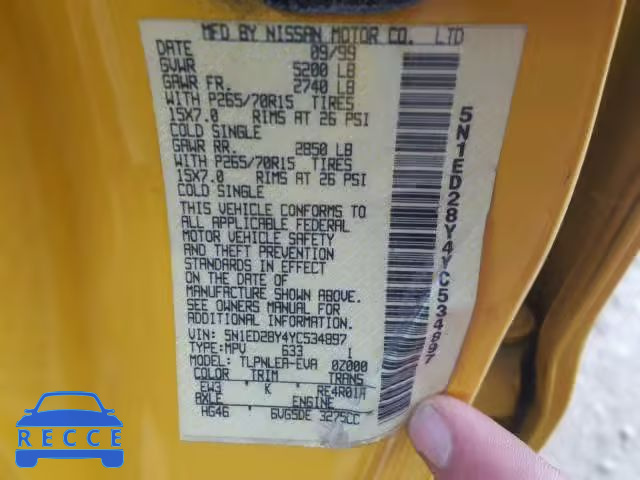 MFD BY NISSAN MOTOR CO. LTD
DATE 09/99
GVWR 5200 LB
GAWR FR. 2740 LB
WITH P265/70R15 TIRES
15X7.0 RIMS AT 26 PSI
COLD SINGLE
GAWR RR. 2850 LB
WITH P265/70R15 TIRES
15X7.0 RIMS AT 26 PSI
COLD SINGLE
THIS VEHICLE CONFORMS TO
ALL APPLICABLE FEDERAL
MOTOR VEHICLE SAFETY
AND THEFT PREVENTION
STANDARDS IN EFFECT
ON THE DATE OF
MANUFACTURE SHOWN ABOVE.
SEE OWNERS MANUAL FOR
ADDITIONAL INFORMATION.
VIN: 5N1ED28Y4YC534897
TYPE: MPV 633 1
MODEL: TLPNLEA-EVA 0Z000
COLOR TRIM TRANS
EW3 K RE4R01A
AXLE ENGINE
HG46 6VG5DE 3275CC
5N1ED28Y4YC534897
RECCE